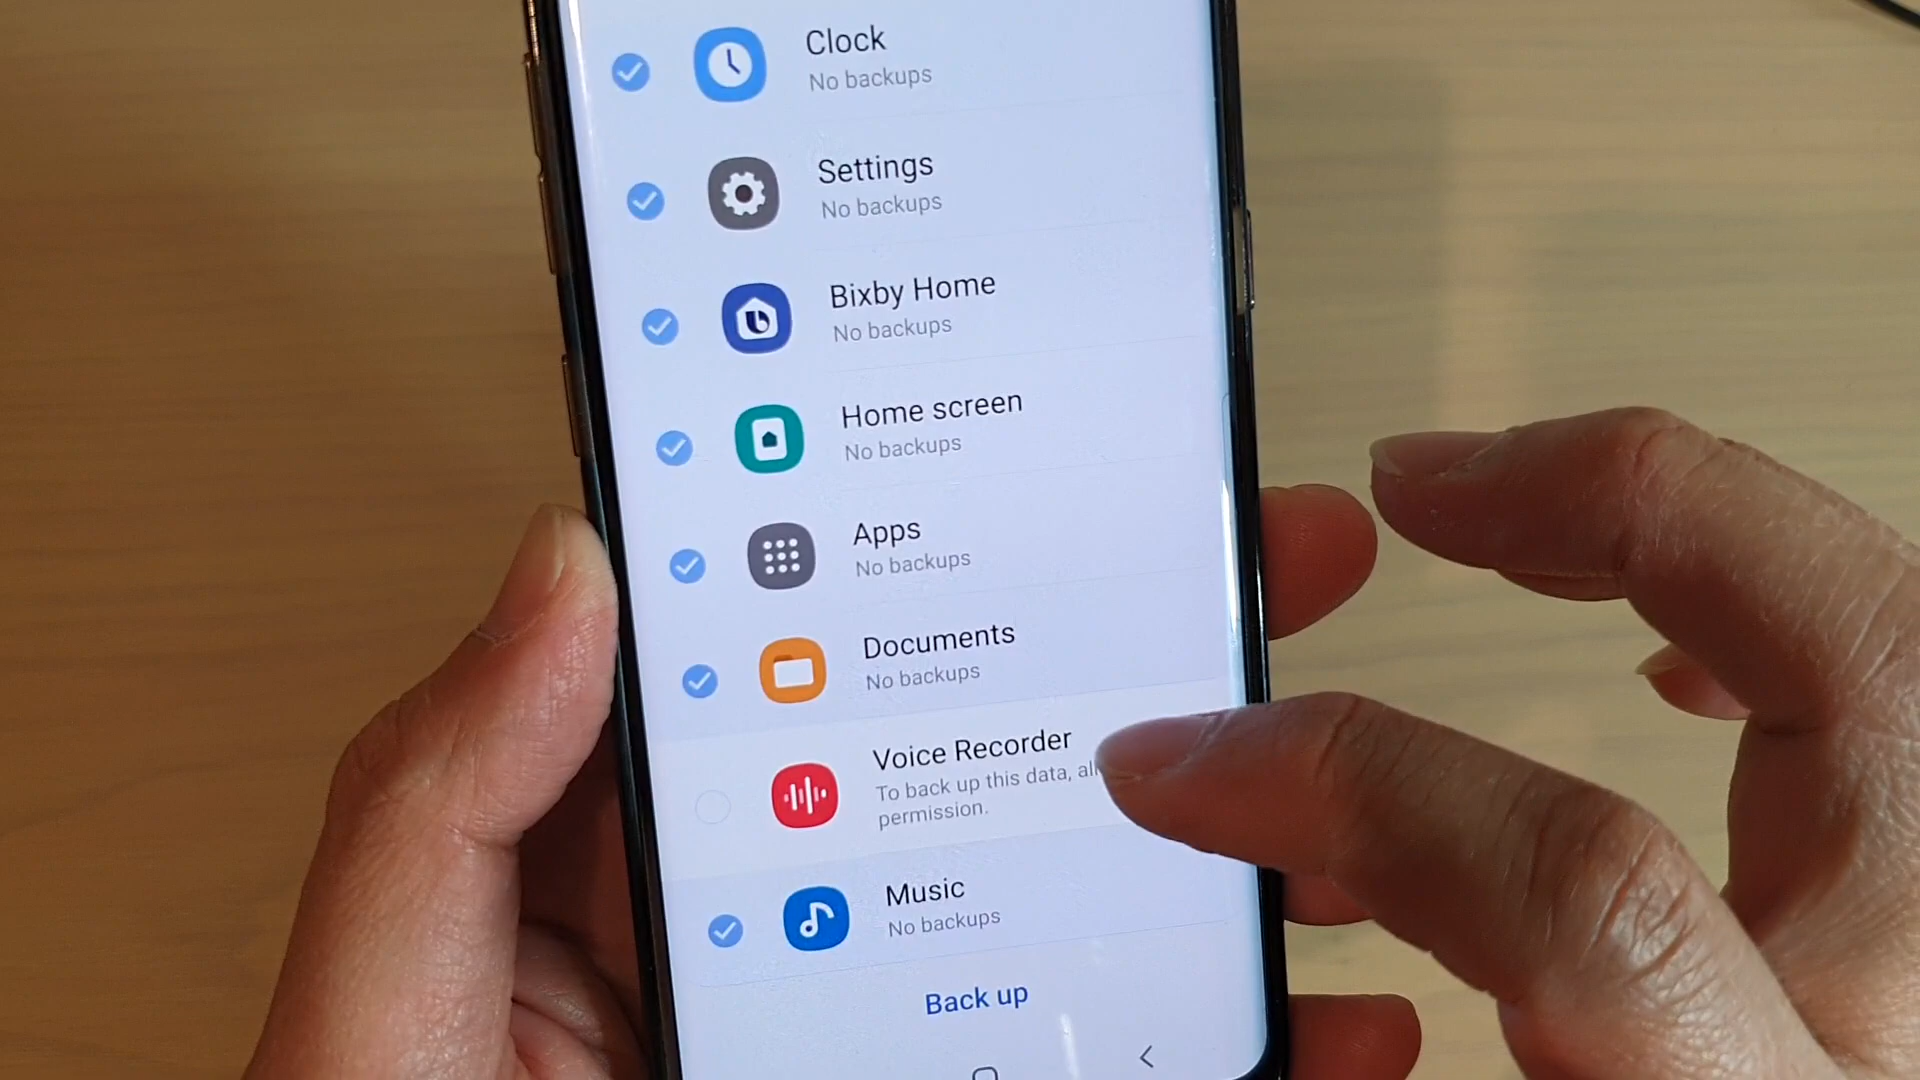 Clock
No backups
Settings
No backups
Bixby Home
No backups
Home screen
No backups
Apps
No backups
Documents
No backups
Voice Recorder
To back up this data,
permission.
Music
No backups
Back up